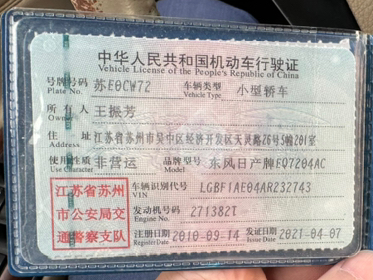 中华人民共和国机动车行驶证
Vehicle License of the People's Republic of China
号牌号码 苏E0CW72 车辆类型 小型轿车
Plate No. Vehicle Type
所有人 王振芳
Owner
住址 江苏省苏州市吴中区经济开发区天灵路76号5幢201室
Address
使用性质 非营运 品牌型号 东风日产牌EQ7204AC
Use Character Model
江苏省苏州
市公安局交
通警察支队
车辆识别代号 LGBF1AE04AR232743
VIN
发动机号码 271382T
Engine No.
注册日期 2010-09-14 发证日期 2021-04-07
Register Date Issue Date